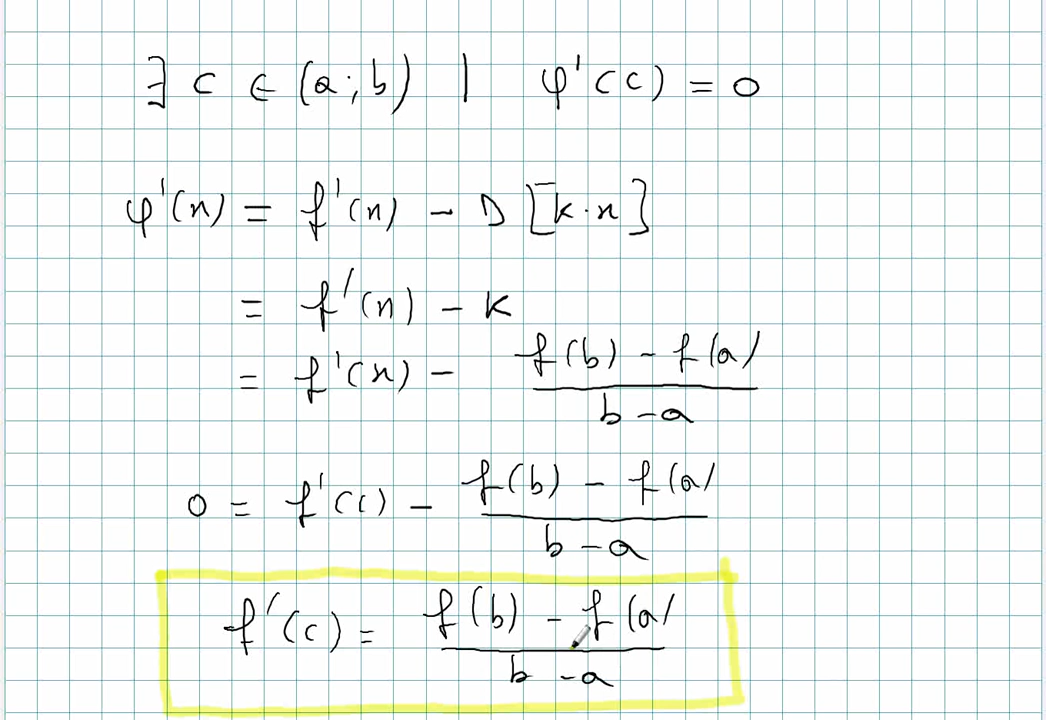 ∃ c ∈ (a; b) | φ'(c) = 0
φ'(x) = f'(x) - D [k·x]
= f'(x) - k
= f'(x) - f(b) - f(a) / b - a
0 = f'(c) - f(b) - f(a) / b - a
f'(c) = f(b) - f(a) / b - a